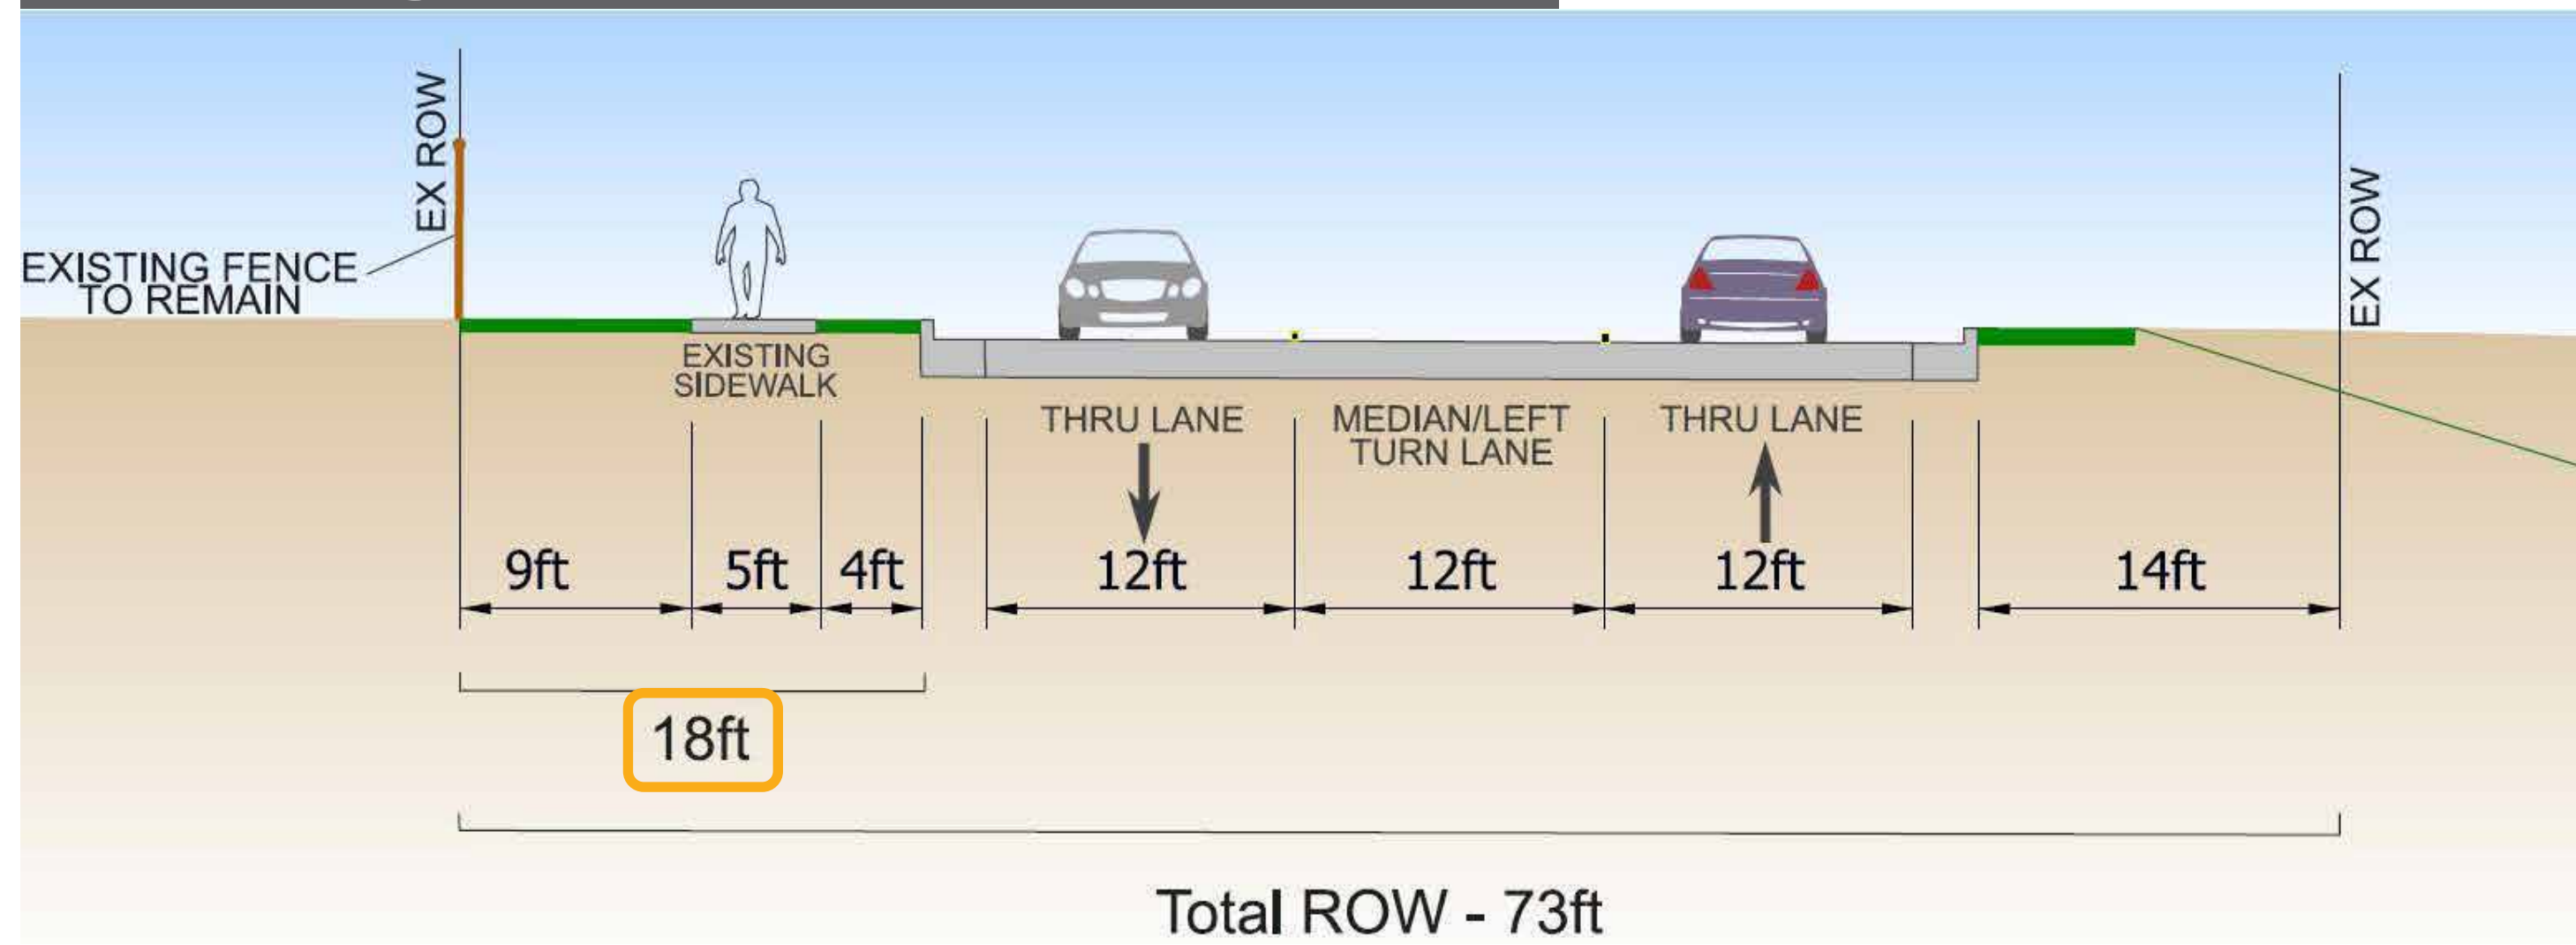 EX ROW
EX ROW
EXISTING FENCE
TO REMAIN
EXISTING
SIDEWALK
THRU LANE
MEDIAN/LEFT
TURN LANE
THRU LANE
9ft
5ft
4ft
12ft
12ft
12ft
14ft
18ft
Total ROW - 73ft